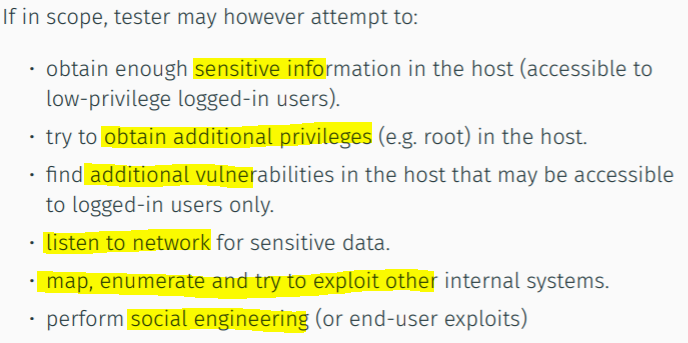 If in scope, tester may however attempt to:
· obtain enough sensitive information in the host (accessible to
low-privilege logged-in users).
· try to obtain additional privileges (e.g. root) in the host.
· find additional vulnerabilities in the host that may be accessible
to logged-in users only.
· listen to network for sensitive data.
· map, enumerate and try to exploit other internal systems.
· perform social engineering (or end-user exploits)